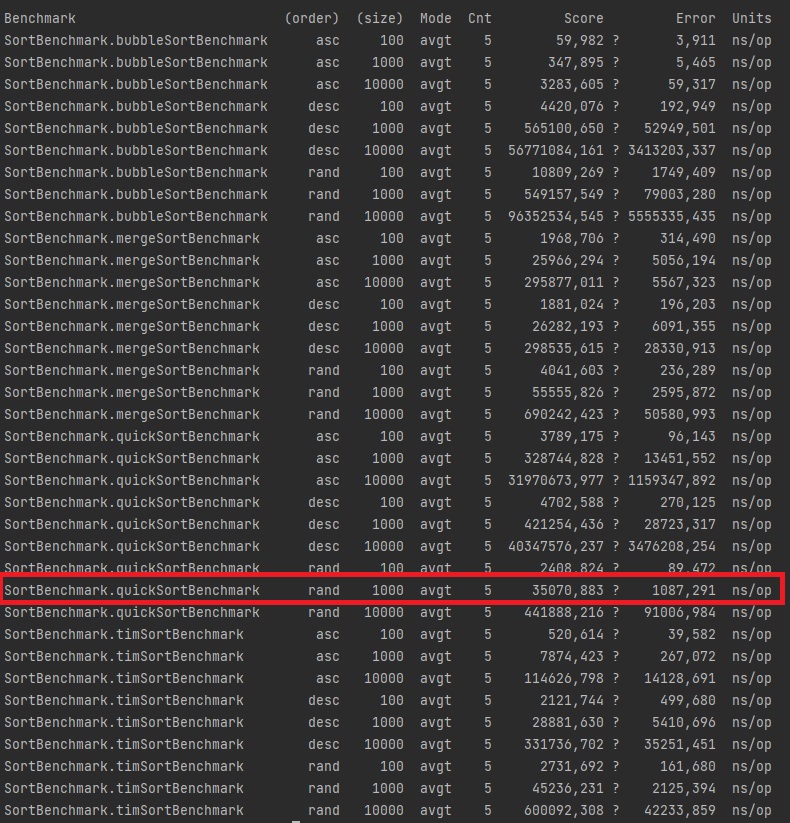 Benchmark (order) (size) Mode Cnt Score Error Units
SortBenchmark.bubbleSortBenchmark asc 100 avgt 5 59,982 ? 3,911 ns/op
SortBenchmark.bubbleSortBenchmark asc 1000 avgt 5 347,895 ? 5,465 ns/op
SortBenchmark.bubbleSortBenchmark asc 10000 avgt 5 3283,605 ? 59,317 ns/op
SortBenchmark.bubbleSortBenchmark desc 100 avgt 5 4420,076 ? 192,949 ns/op
SortBenchmark.bubbleSortBenchmark desc 1000 avgt 5 565100,650 ? 52949,501 ns/op
SortBenchmark.bubbleSortBenchmark desc 10000 avgt 5 56771084,161 ? 3413203,337 ns/op
SortBenchmark.bubbleSortBenchmark rand 100 avgt 5 10809,269 ? 1749,409 ns/op
SortBenchmark.bubbleSortBenchmark rand 1000 avgt 5 549157,549 ? 79003,280 ns/op
SortBenchmark.bubbleSortBenchmark rand 10000 avgt 5 96352534,545 ? 5555335,435 ns/op
SortBenchmark.mergeSortBenchmark asc 100 avgt 5 1968,706 ? 314,490 ns/op
SortBenchmark.mergeSortBenchmark asc 1000 avgt 5 25966,294 ? 5056,194 ns/op
SortBenchmark.mergeSortBenchmark asc 10000 avgt 5 295877,011 ? 5567,323 ns/op
SortBenchmark.mergeSortBenchmark desc 100 avgt 5 1881,024 ? 196,203 ns/op
SortBenchmark.mergeSortBenchmark desc 1000 avgt 5 26282,193 ? 6091,355 ns/op
SortBenchmark.mergeSortBenchmark desc 10000 avgt 5 298535,615 ? 28330,913 ns/op
SortBenchmark.mergeSortBenchmark rand 100 avgt 5 4041,603 ? 236,289 ns/op
SortBenchmark.mergeSortBenchmark rand 1000 avgt 5 55555,826 ? 2595,872 ns/op
SortBenchmark.mergeSortBenchmark rand 10000 avgt 5 690242,423 ? 50580,993 ns/op
SortBenchmark.quickSortBenchmark asc 100 avgt 5 3789,175 ? 96,143 ns/op
SortBenchmark.quickSortBenchmark asc 1000 avgt 5 328744,828 ? 13451,552 ns/op
SortBenchmark.quickSortBenchmark asc 10000 avgt 5 31970673,977 ? 1159347,892 ns/op
SortBenchmark.quickSortBenchmark desc 100 avgt 5 4702,588 ? 270,125 ns/op
SortBenchmark.quickSortBenchmark desc 1000 avgt 5 421254,436 ? 28723,317 ns/op
SortBenchmark.quickSortBenchmark desc 10000 avgt 5 40347576,237 ? 3476208,254 ns/op
SortBenchmark.quickSortBenchmark rand 100 avgt 5 2408,824 ? 89,472 ns/op
SortBenchmark.quickSortBenchmark rand 1000 avgt 5 35070,883 ? 1087,291 ns/op
SortBenchmark.quickSortBenchmark rand 10000 avgt 5 441888,216 ? 91006,984 ns/op
SortBenchmark.timSortBenchmark asc 100 avgt 5 520,614 ? 39,582 ns/op
SortBenchmark.timSortBenchmark asc 1000 avgt 5 7874,423 ? 267,072 ns/op
SortBenchmark.timSortBenchmark asc 10000 avgt 5 114626,798 ? 14128,691 ns/op
SortBenchmark.timSortBenchmark desc 100 avgt 5 2121,744 ? 499,680 ns/op
SortBenchmark.timSortBenchmark desc 1000 avgt 5 28881,630 ? 5410,696 ns/op
SortBenchmark.timSortBenchmark desc 10000 avgt 5 331736,702 ? 35251,451 ns/op
SortBenchmark.timSortBenchmark rand 100 avgt 5 2731,692 ? 161,680 ns/op
SortBenchmark.timSortBenchmark rand 1000 avgt 5 45236,231 ? 2125,394 ns/op
SortBenchmark.timSortBenchmark rand 10000 avgt 5 600092,308 ? 42233,859 ns/op